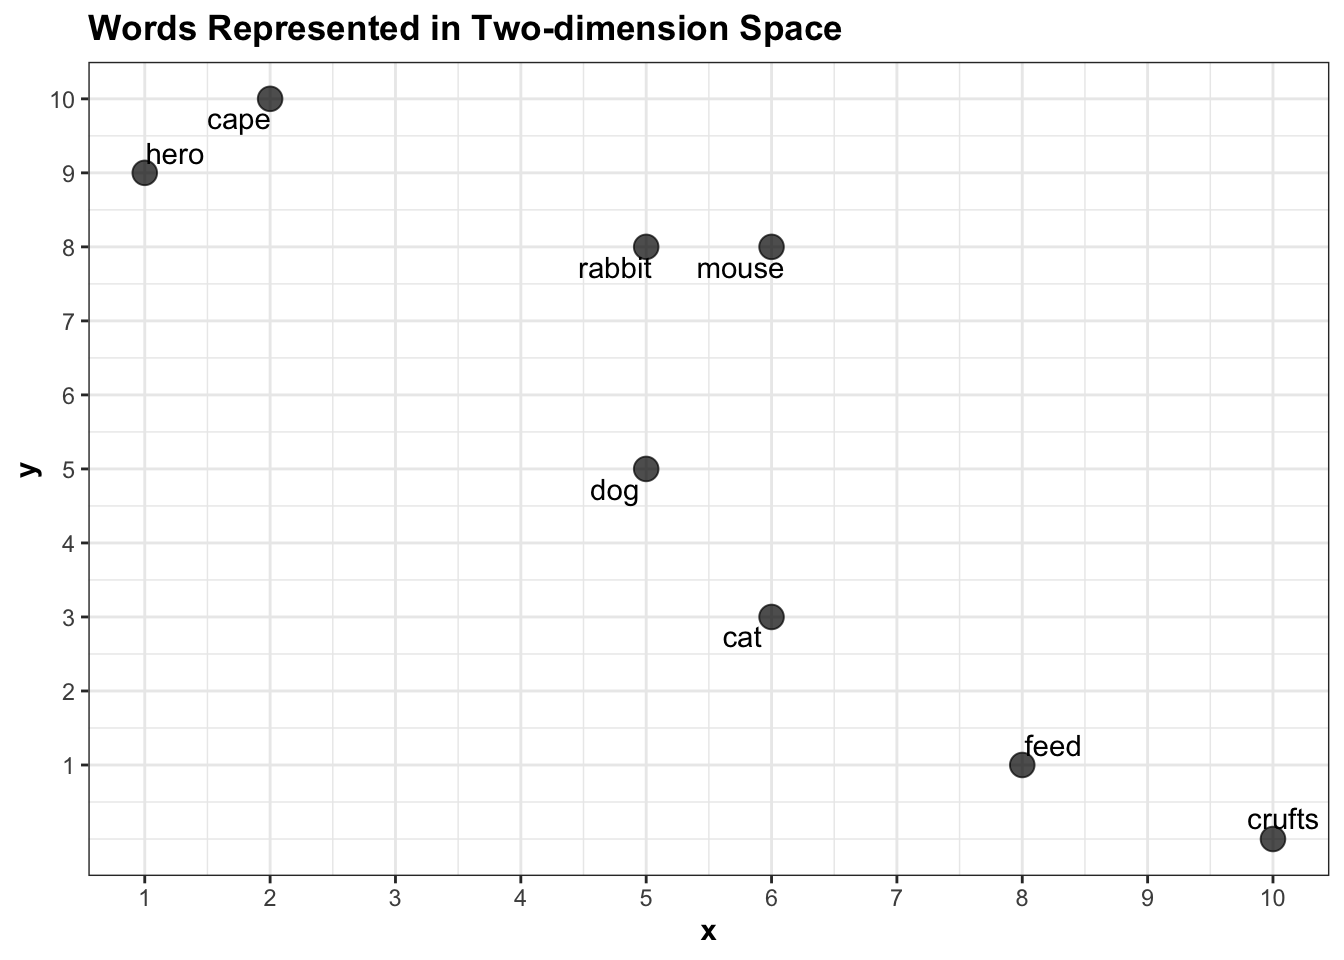 Words Represented in Two-dimension Space
10
cape
hero
9
8
rabbit
mouse
7
6
y
5
dog
4
3
cat
2
feed
1
crufts
1 2 3 4 5 6 7 8 9 10
x